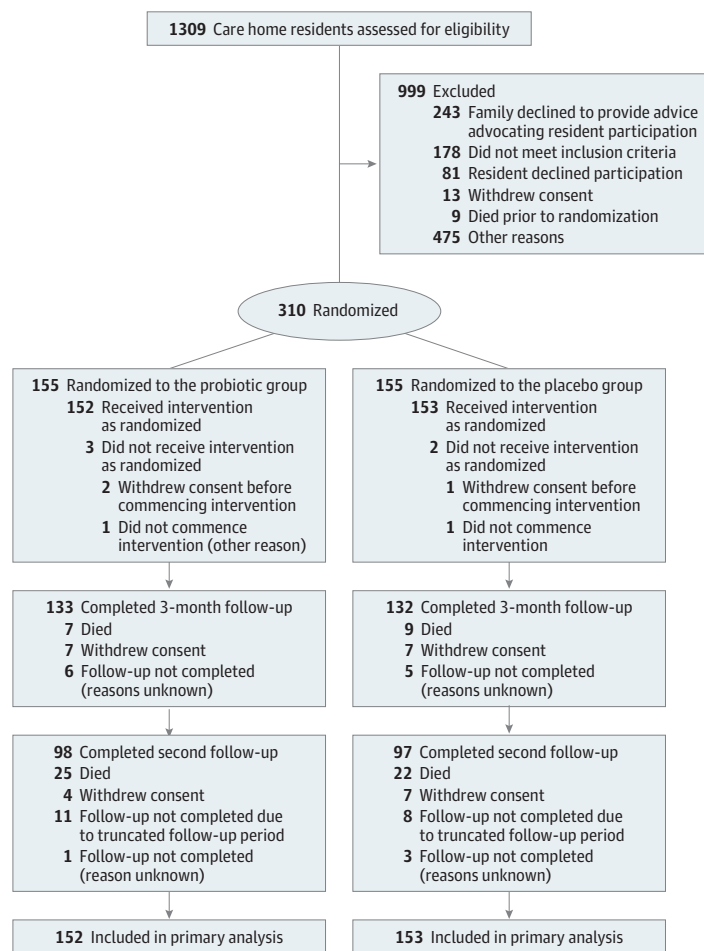 1309 Care home residents assessed for eligibility
999 Excluded
243 Family declined to provide advice
advocating resident participation
178 Did not meet inclusion criteria
81 Resident declined participation
13 Withdrew consent
9 Died prior to randomization
475 Other reasons
310 Randomized
155 Randomized to the probiotic group
152 Received intervention
as randomized
3 Did not receive intervention
as randomized
2 Withdrew consent before
commencing intervention
1 Did not commence
intervention (other reason)
155 Randomized to the placebo group
153 Received intervention
as randomized
2 Did not receive intervention
as randomized
1 Withdrew consent before
commencing intervention
1 Did not commence
intervention
133 Completed 3-month follow-up
7 Died
7 Withdrew consent
6 Follow-up not completed
(reasons unknown)
132 Completed 3-month follow-up
9 Died
7 Withdrew consent
5 Follow-up not completed
(reasons unknown)
98 Completed second follow-up
25 Died
4 Withdrew consent
11 Follow-up not completed due
to truncated follow-up period
1 Follow-up not completed
(reason unknown)
97 Completed second follow-up
22 Died
7 Withdrew consent
8 Follow-up not completed due
to truncated follow-up period
3 Follow-up not completed
(reasons unknown)
152 Included in primary analysis
153 Included in primary analysis